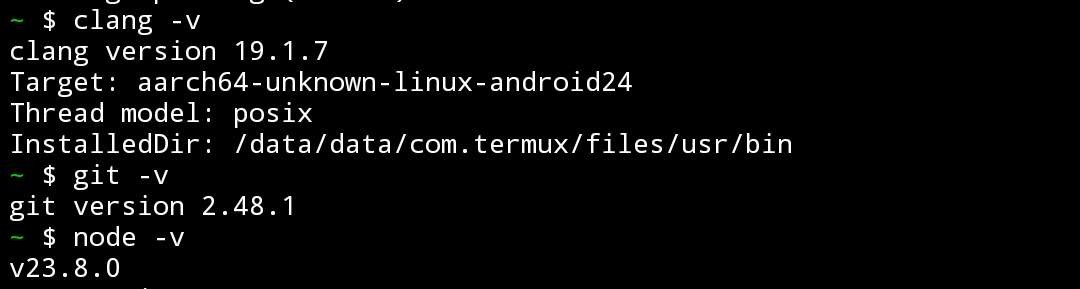 ~ $ clang -v
clang version 19.1.7
Target: aarch64-unknown-linux-android24
Thread model: posix
InstalledDir: /data/data/com.termux/files/usr/bin
~ $ git -v
git version 2.48.1
~ $ node -v
v23.8.0